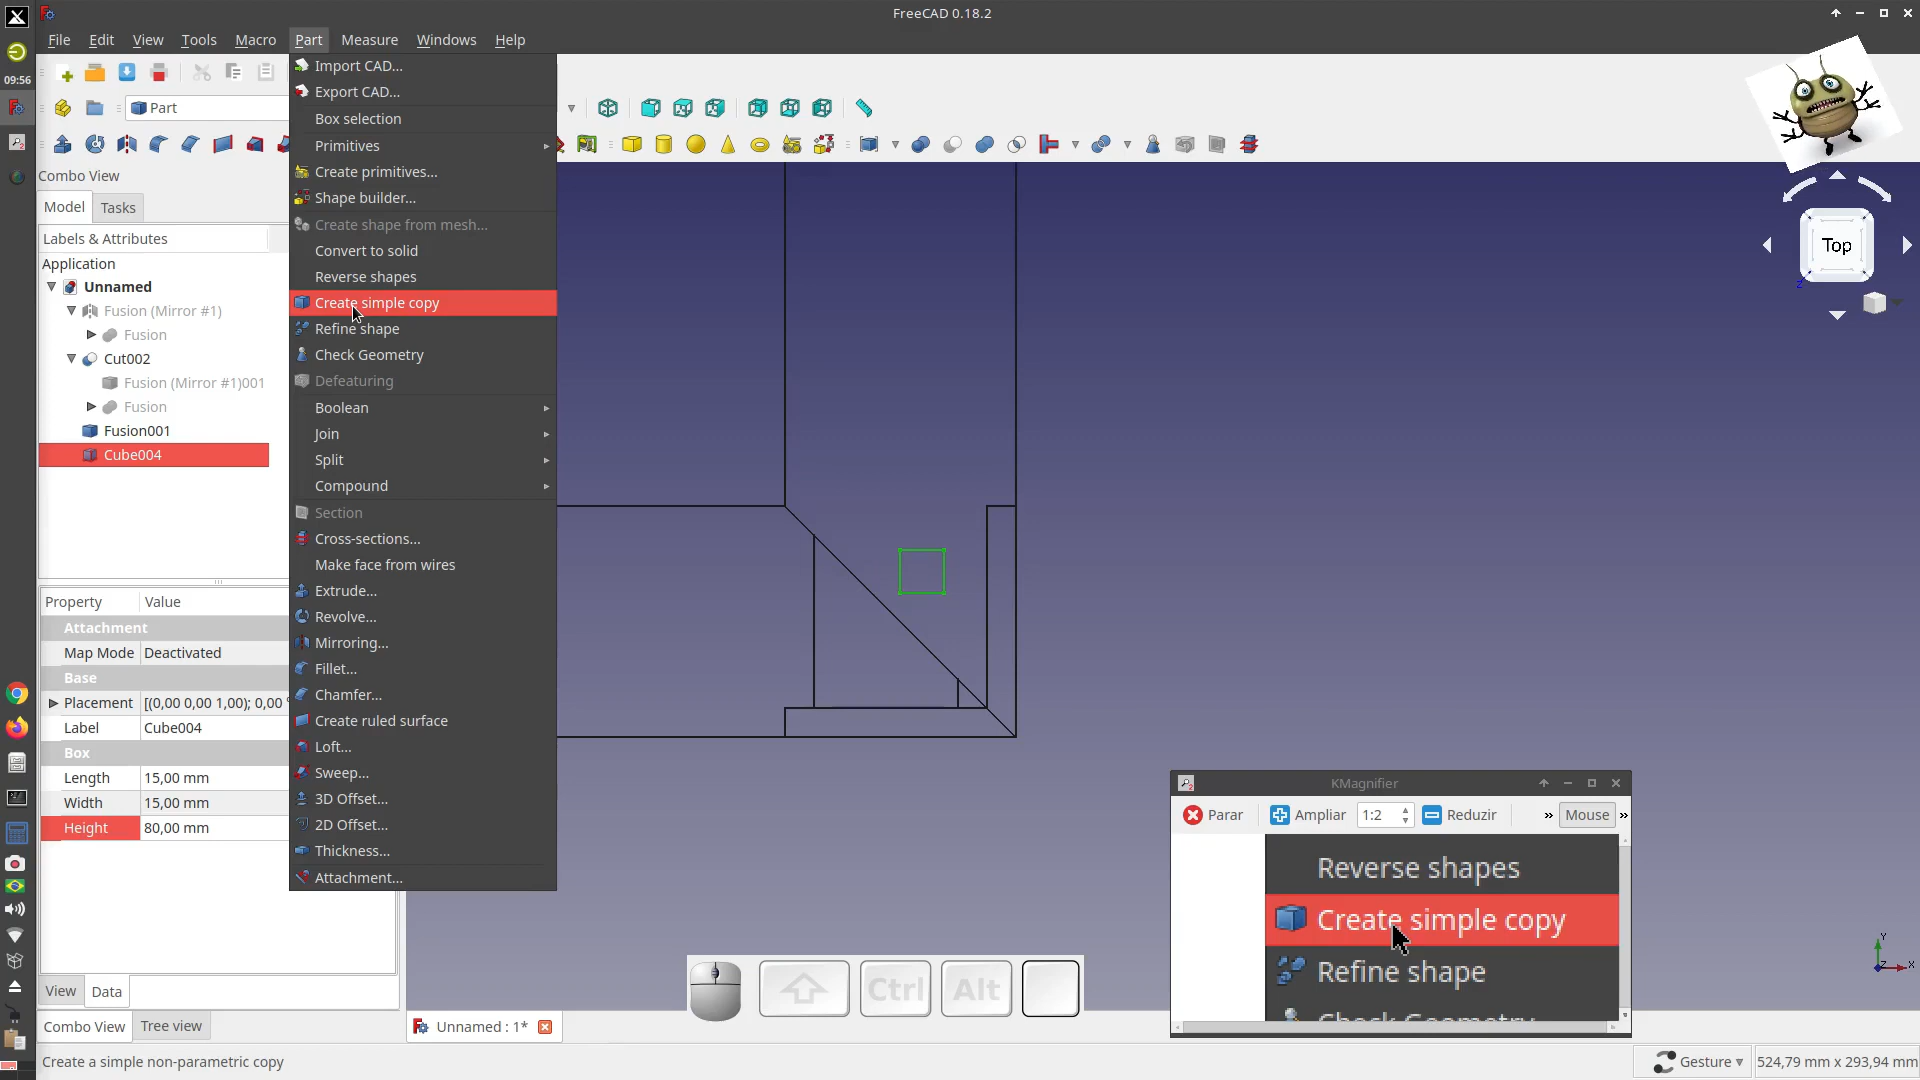 FreeCAD 0.18.2
File Edit View Tools Macro Part Measure Windows Help
09:56
Part
Combo View
Model Tasks
Labels & Attributes
Application
Unnamed
Fusion (Mirror #1)
Fusion
Cut002
Fusion (Mirror #1)001
Fusion
Fusion001
Cube004
Import CAD...
Export CAD...
Box selection
Primitives
Create primitives...
Shape builder...
Create shape from mesh...
Convert to solid
Reverse shapes
Create simple copy
Refine shape
Check Geometry
Defeaturing
Boolean
Join
Split
Compound
Section
Cross-sections...
Make face from wires
Extrude...
Revolve...
Mirroring...
Fillet...
Chamfer...
Create ruled surface
Loft...
Sweep...
3D Offset...
2D Offset...
Thickness...
Attachment...
Property Value
Attachment
Map Mode Deactivated
Base
Placement [(0,00 0,00 1,00); 0,00 °
Label Cube004
Box
Length 15,00 mm
Width 15,00 mm
Height 80,00 mm
View Data
Combo View Tree view
Unnamed : 1*
Top
Z
Ctrl Alt
KMagnifier
Parar Ampliar 1:2 Reduzir » Mouse »
Reverse shapes
Create simple copy
Refine shape
Check Geometry
Y
Z X
Create a simple non-parametric copy
Gesture
524,79 mm x 293,94 mm